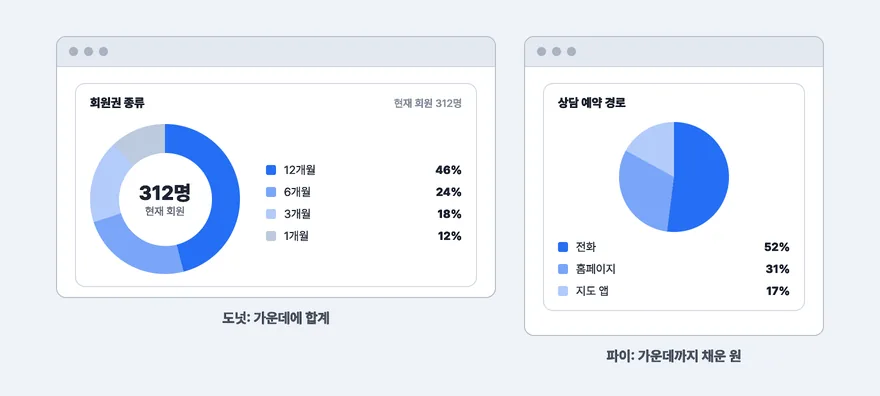 회원권 종류
현재 회원 312명
312명
현재 회원
12개월 46%
6개월 24%
3개월 18%
1개월 12%
도넛: 가운데에 합계
상담 예약 경로
전화 52%
홈페이지 31%
지도 앱 17%
파이: 가운데까지 채운 원